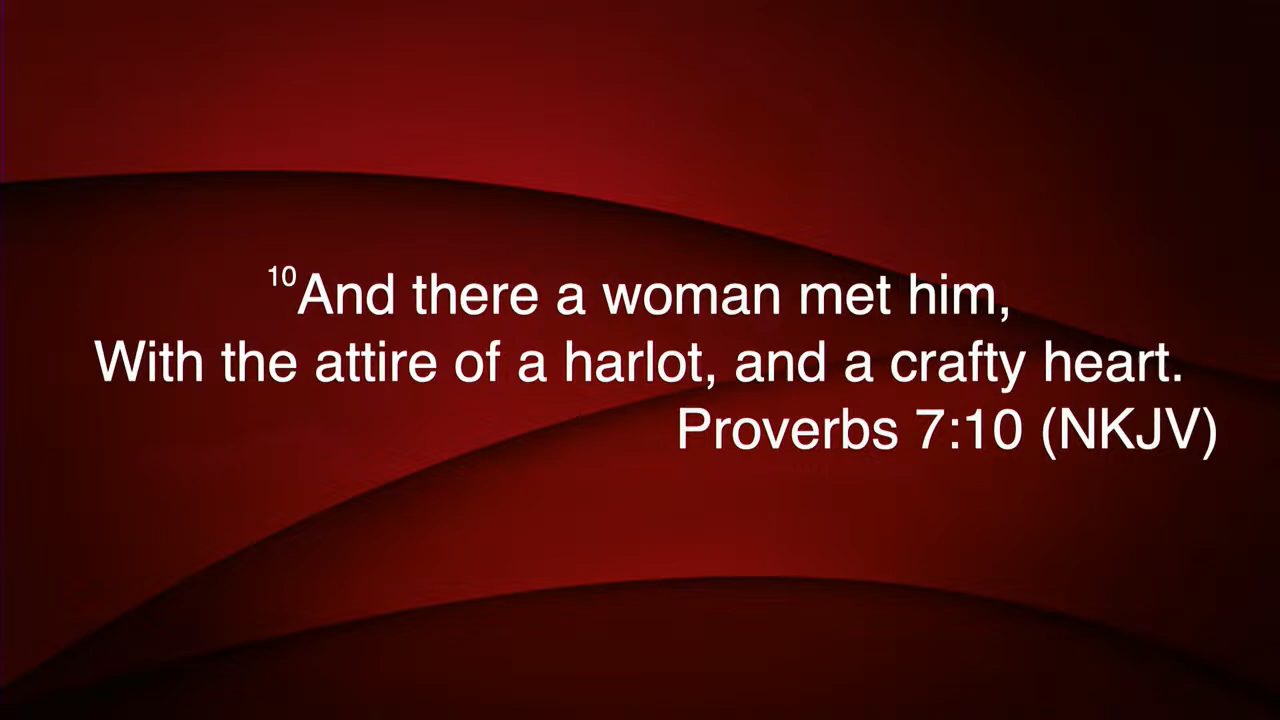 10And there a woman met him,
With the attire of a harlot, and a crafty heart.
Proverbs 7:10 (NKJV)